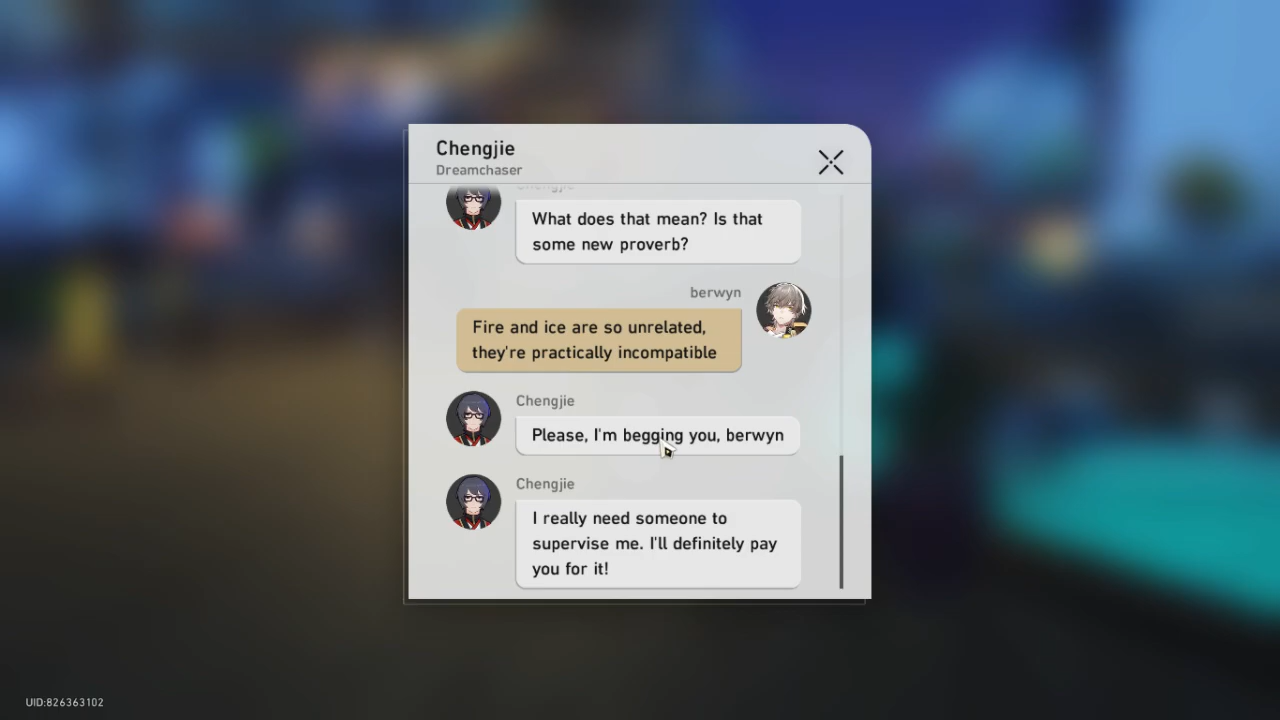 Chengjie
Dreamchaser
Chengjie
What does that mean? Is that
some new proverb?
berwyn
Fire and ice are so unrelated,
they're practically incompatible
Chengjie
Please, I'm begging you, berwyn
Chengjie
I really need someone to
supervise me. I'll definitely pay
you for it!
UID:826363102